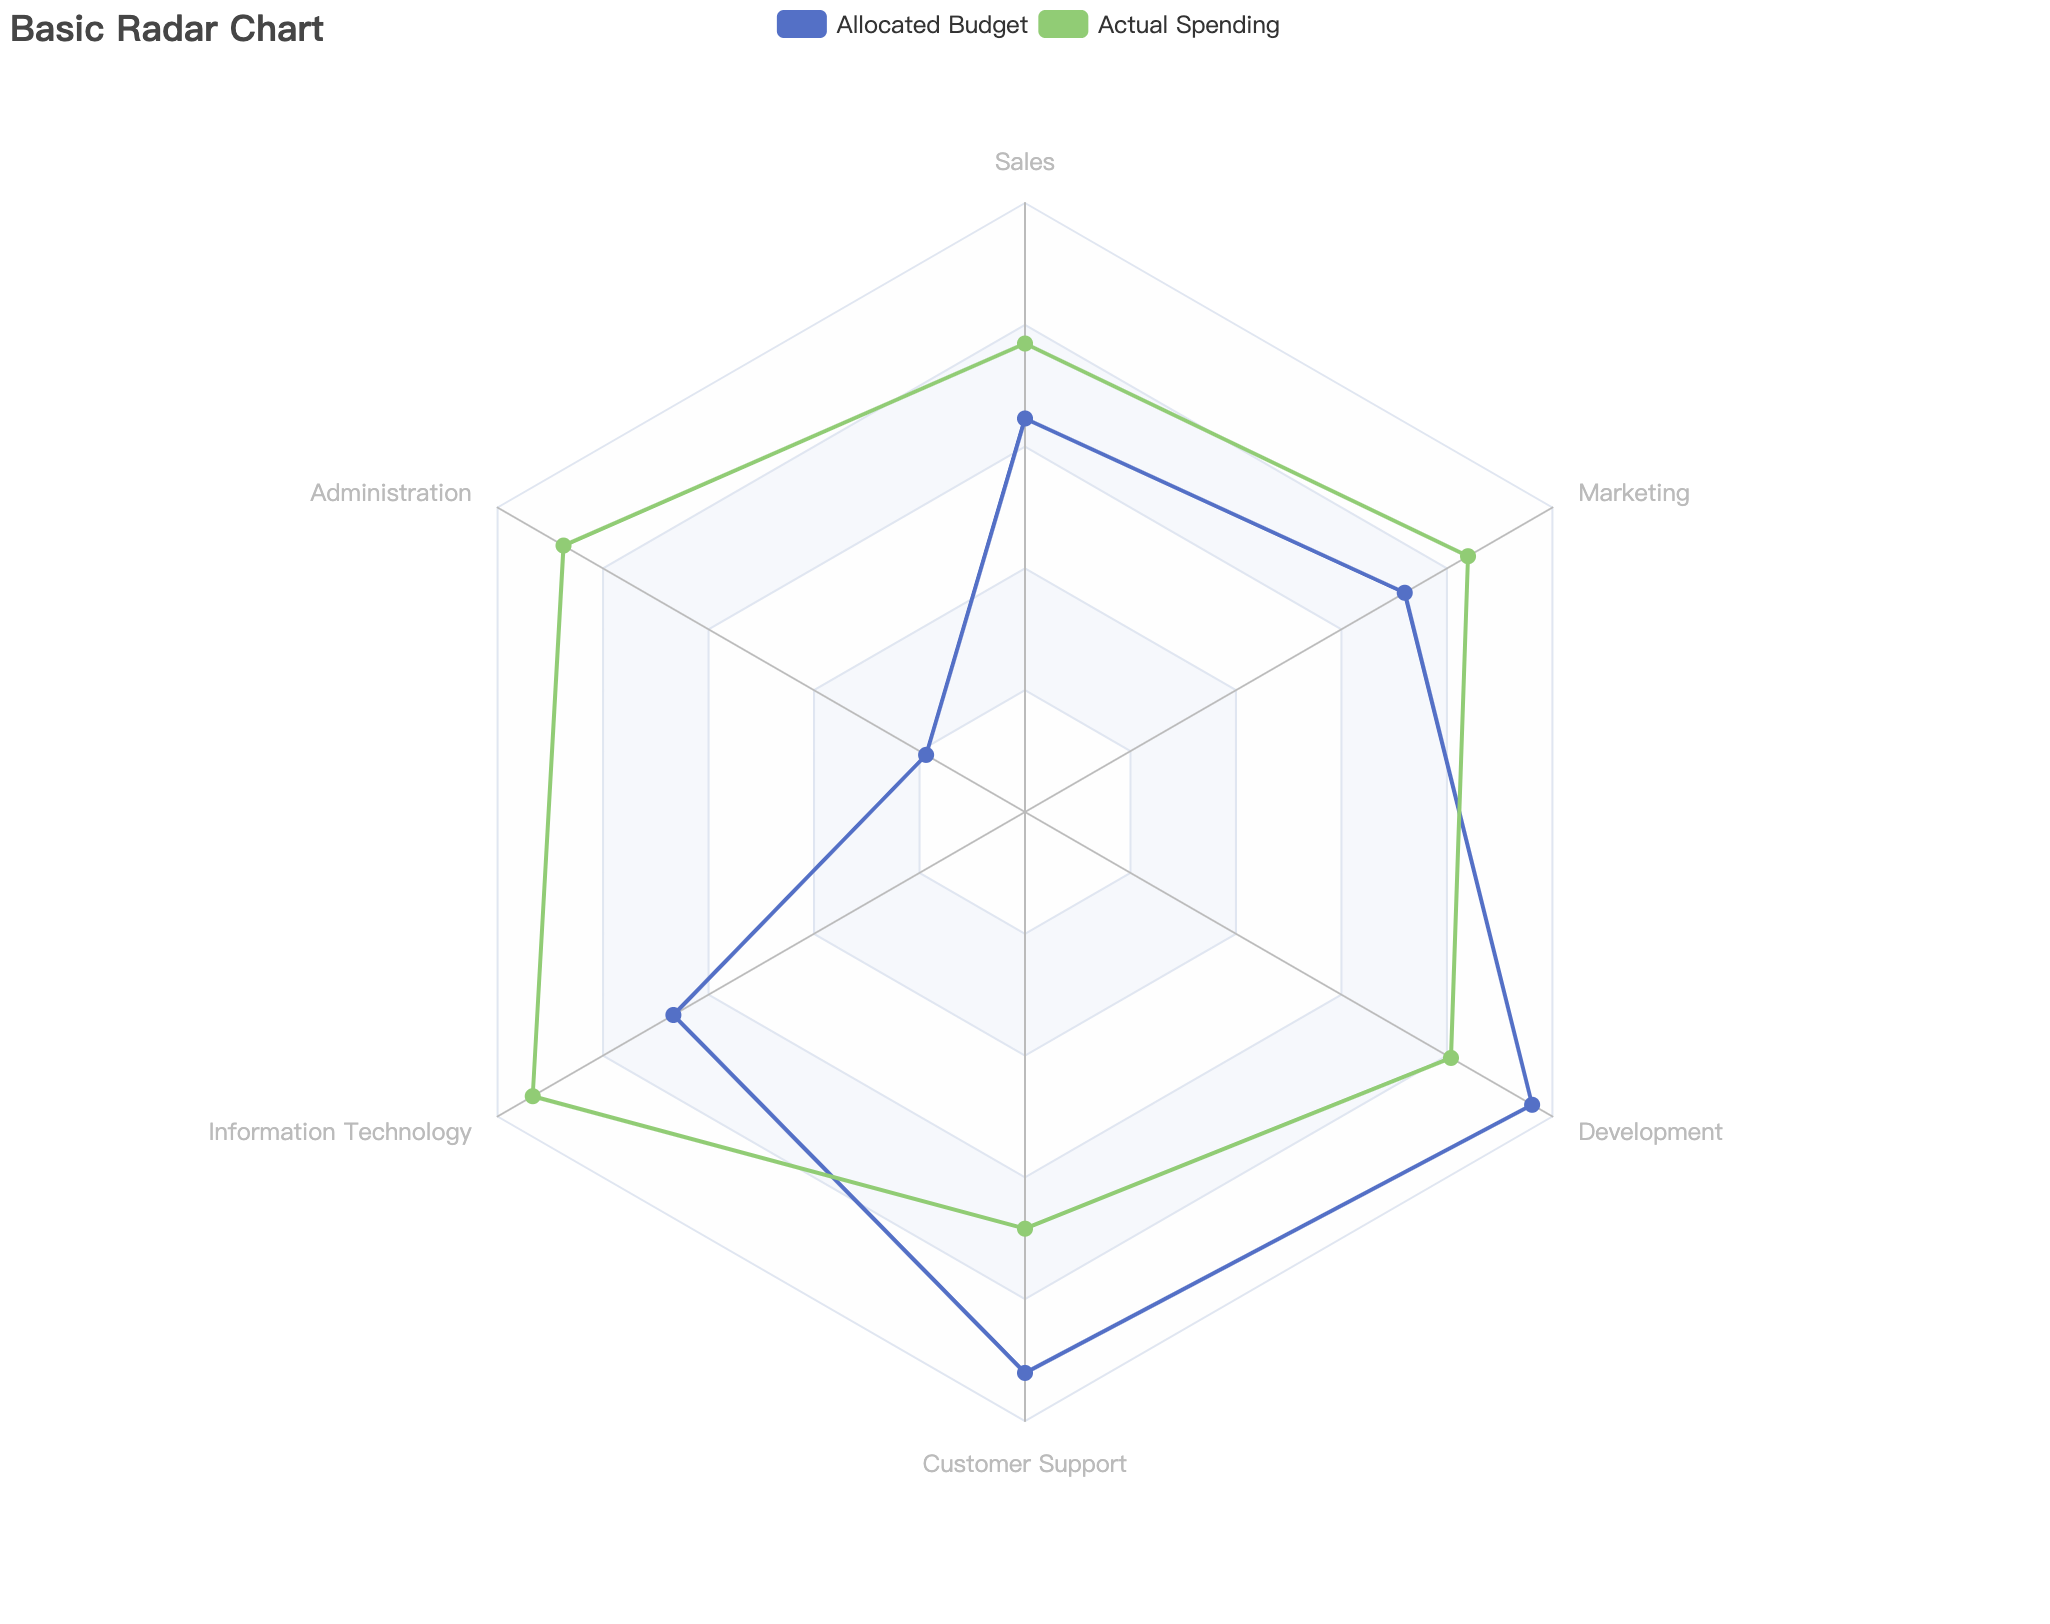 Basic Radar Chart
Allocated Budget
Actual Spending
Sales
Marketing
Administration
Information Technology
Development
Customer Support